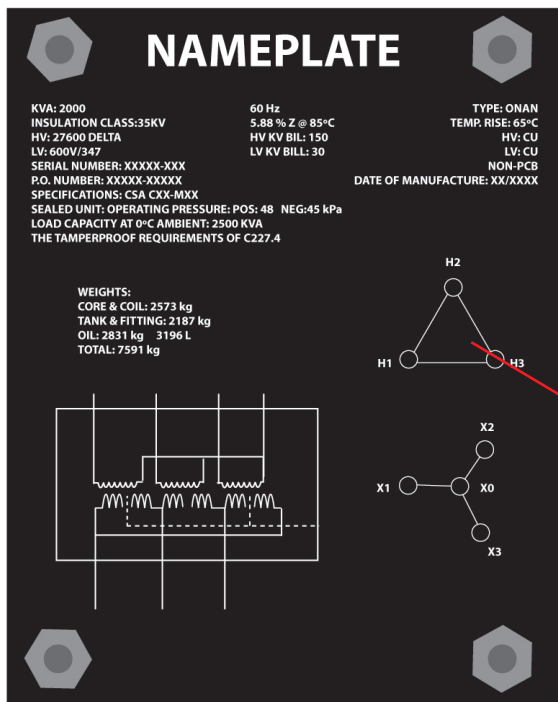 NAMEPLATE
KVA: 2000 60 Hz TYPE: ONAN
INSULATION CLASS:35KV 5.88 % Z @ 85ºC TEMP. RISE: 65ºC
HV: 27600 DELTA HV KV BIL: 150 HV: CU
LV: 600V/347 LV KV BILL: 30 LV: CU
SERIAL NUMBER: XXXXX-XXX NON-PCB
P.O. NUMBER: XXXXX-XXXXX DATE OF MANUFACTURE: XX/XXXX
SPECIFICATIONS: CSA CXX-MXX
SEALED UNIT: OPERATING PRESSURE: POS: 48 NEG:45 kPa
LOAD CAPACITY AT 0ºC AMBIENT: 2500 KVA
THE TAMPERPROOF REQUIREMENTS OF C227.4
WEIGHTS:
CORE & COIL: 2573 kg
TANK & FITTING: 2187 kg
OIL: 2831 kg 3196 L
TOTAL: 7591 kg
H2
H1 H3
X2
X1 X0
X3